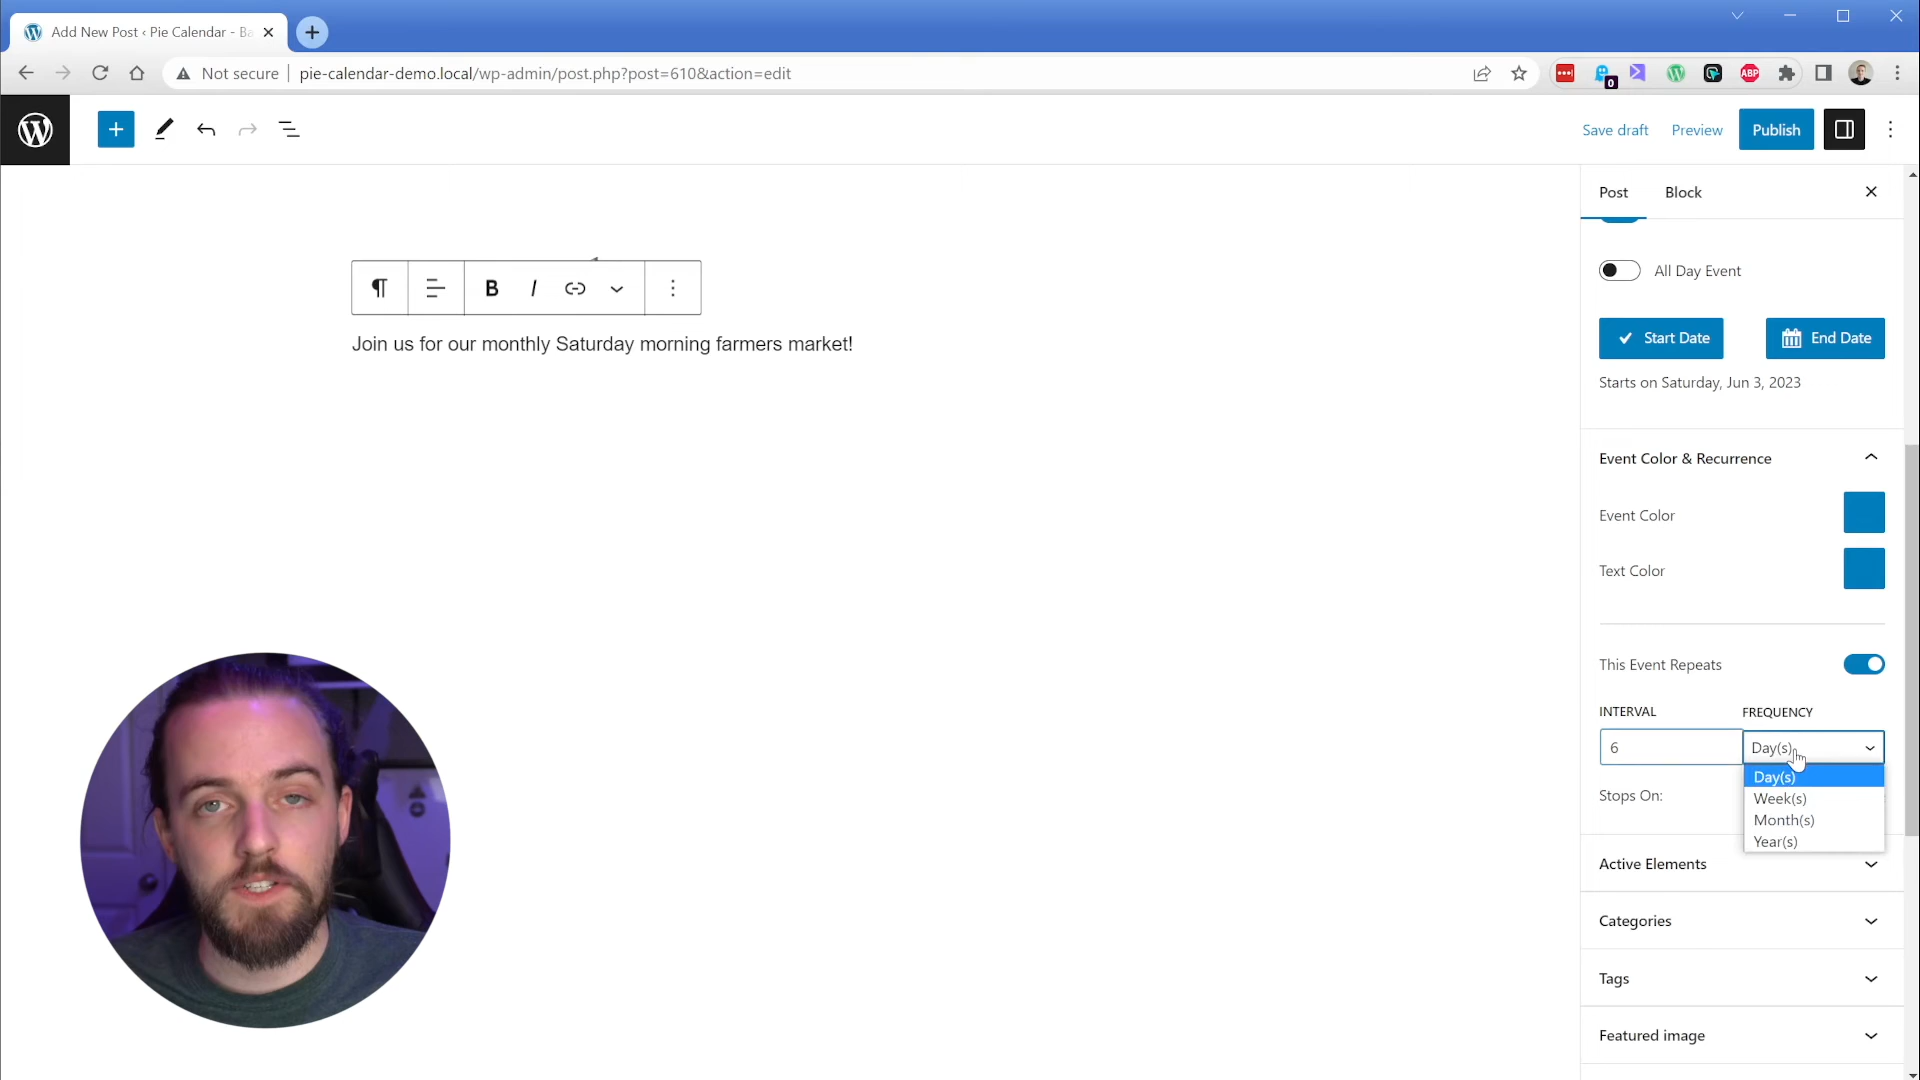 Add New Post ‹ Pie Calendar - Ba
Not secure
pie-calendar-demo.local/wp-admin/post.php?post=610&action=edit
0
ABP
Save draft
Preview
Publish
Post
Block
B
I
Join us for our monthly Saturday morning farmers market!
All Day Event
Start Date
End Date
Starts on Saturday, Jun 3, 2023
Event Color & Recurrence
Event Color
Text Color
This Event Repeats
INTERVAL
FREQUENCY
6
Day(s)
Day(s)
Week(s)
Month(s)
Year(s)
Stops On:
Active Elements
Categories
Tags
Featured image